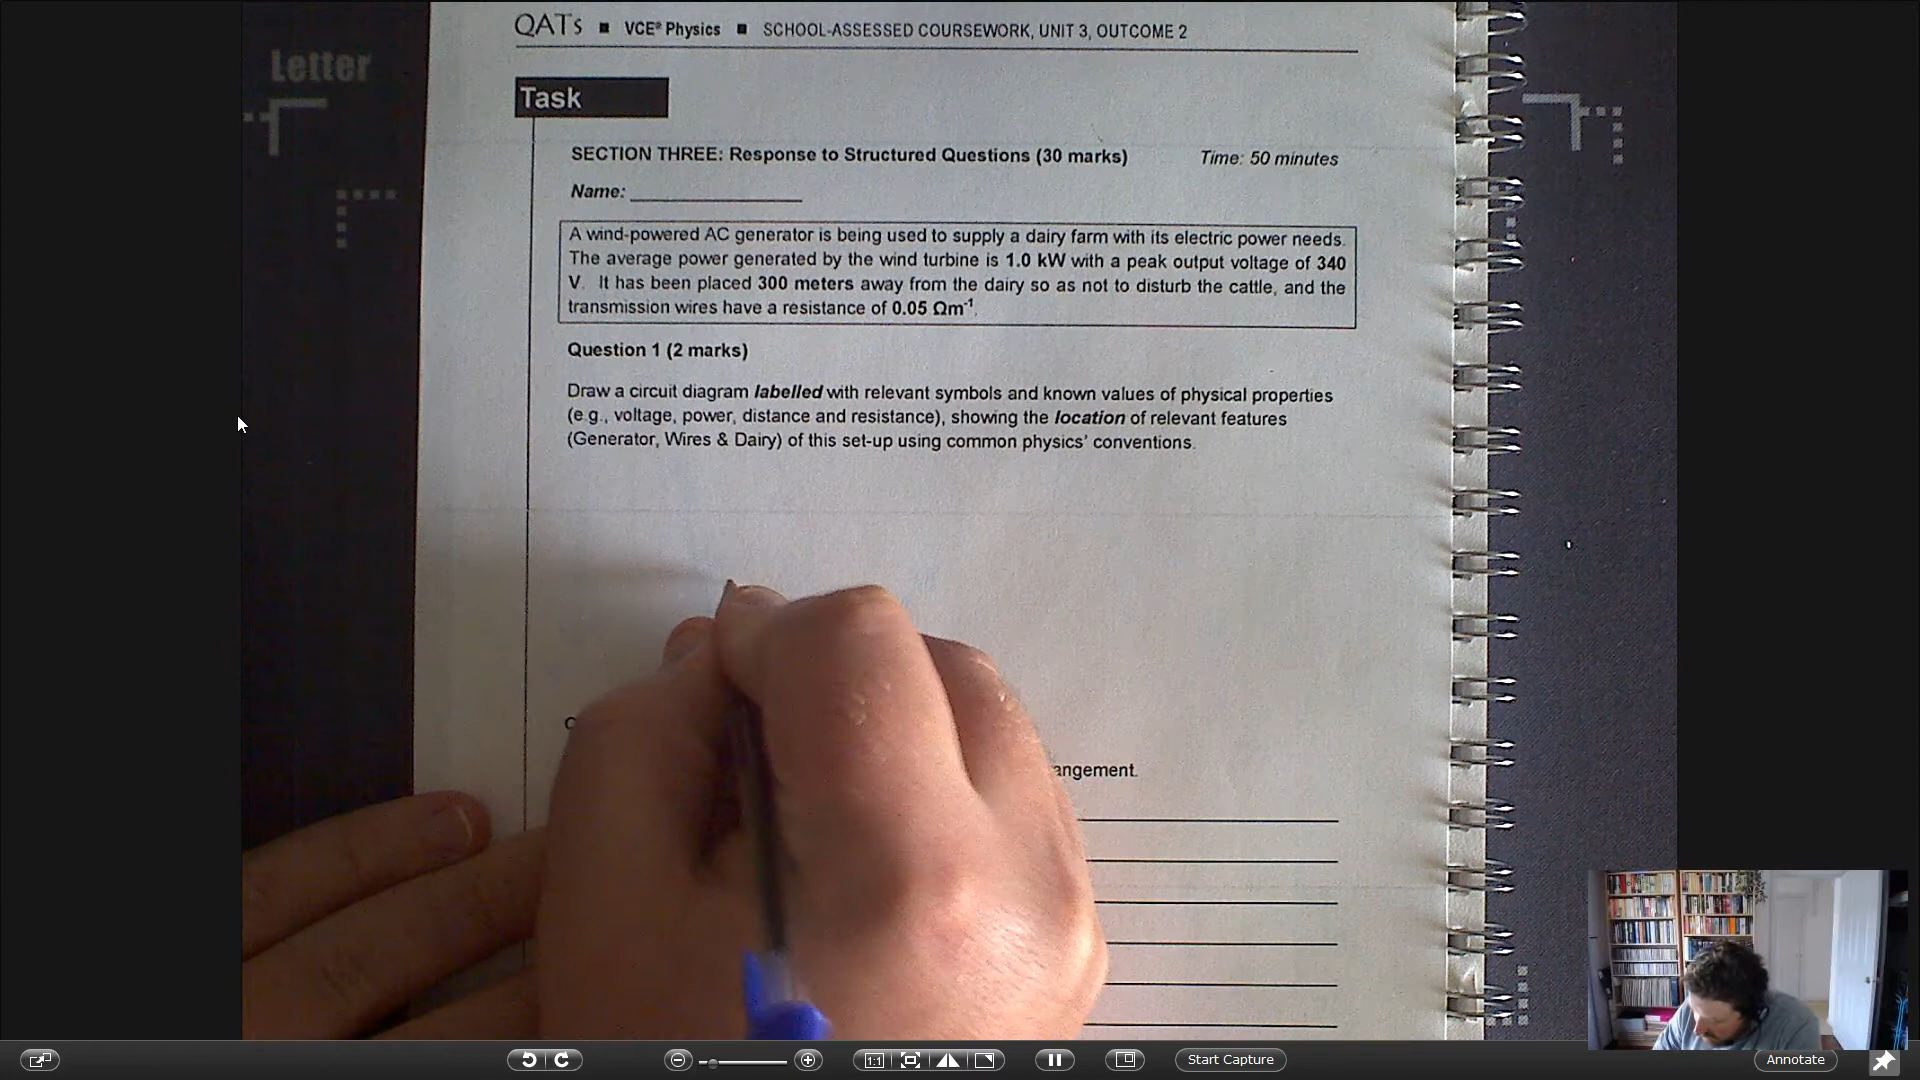 Letter
QATs ■ VCE® Physics ■ SCHOOL-ASSESSED COURSEWORK, UNIT 3, OUTCOME 2
Task
SECTION THREE: Response to Structured Questions (30 marks) Time: 50 minutes
Name: _______________
A wind-powered AC generator is being used to supply a dairy farm with its electric power needs.
The average power generated by the wind turbine is 1.0 kW with a peak output voltage of 340
V. It has been placed 300 meters away from the dairy so as not to disturb the cattle, and the
transmission wires have a resistance of 0.05 Ωm⁻¹.
Question 1 (2 marks)
Draw a circuit diagram labelled with relevant symbols and known values of physical properties
(e.g., voltage, power, distance and resistance), showing the location of relevant features
(Generator, Wires & Dairy) of this set-up using common physics' conventions.
angement.
1:1
Start Capture
Annotate